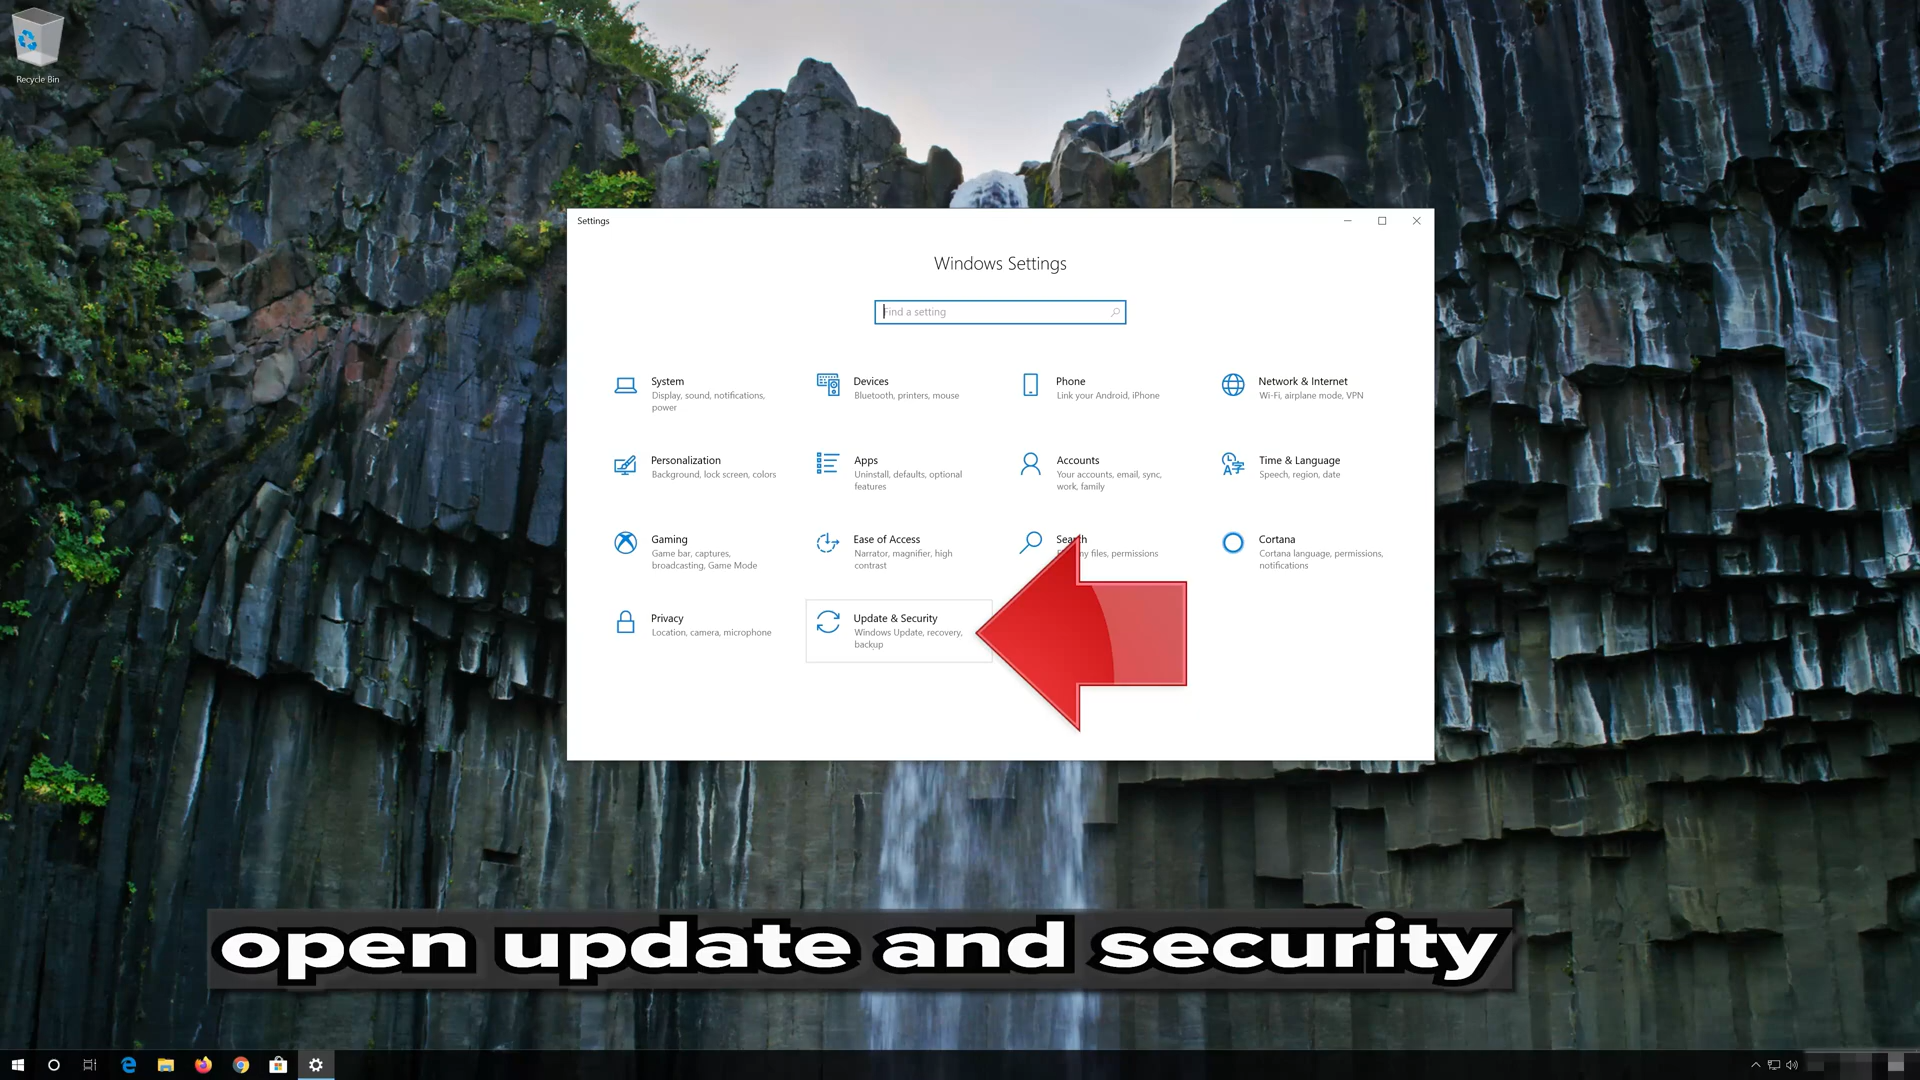 Recycle Bin
Settings
Windows Settings
Find a setting
System
Display, sound, notifications,
power
Devices
Bluetooth, printers, mouse
Phone
Link your Android, iPhone
Network & Internet
Wi-Fi, airplane mode, VPN
Personalization
Background, lock screen, colors
Apps
Uninstall, defaults, optional
features
Accounts
Your accounts, email, sync,
work, family
Time & Language
Speech, region, date
Gaming
Game bar, captures,
broadcasting, Game Mode
Ease of Access
Narrator, magnifier, high
contrast
Search
my files, permissions
Cortana
Cortana language, permissions,
notifications
Privacy
Location, camera, microphone
Update & Security
Windows Update, recovery,
backup
open update and security